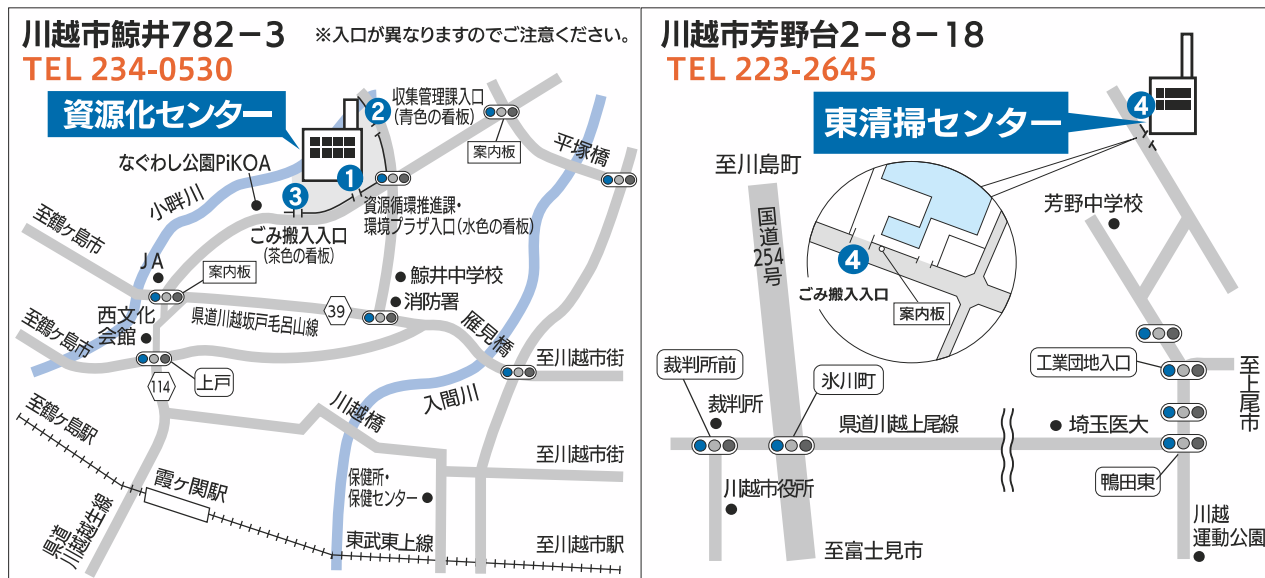 川越市鯨井782−3
※入口が異なりますのでご注意ください。
TEL 234-0530
資源化センター
2
収集管理課入口
(青色の看板)
案内板
平塚橋
なぐわし公園PiKOA
小畔川
1
3
資源循環推進課・
環境プラザ入口(水色の看板)
ごみ搬入入口
(茶色の看板)
至鶴ヶ島市
JA
案内板
鯨井中学校
消防署
39
県道川越坂戸毛呂山線
雁見橋
西文化
会館
至鶴ヶ島市
上戸
114
至川越市街
入間川
川越橋
至鶴ヶ島駅
霞ヶ関駅
保健所・
保健センター
至川越市街
県道
川越越生線
東武東上線
至川越市駅
川越市芳野台2−8−18
TEL 223-2645
東清掃センター
4
至川島町
国道
254
号
芳野中学校
4
ごみ搬入入口
案内板
裁判所前
裁判所
氷川町
工業団地入口
至上尾市
県道川越上尾線
埼玉医大
鴨田東
川越市役所
至富士見市
川越
運動公園